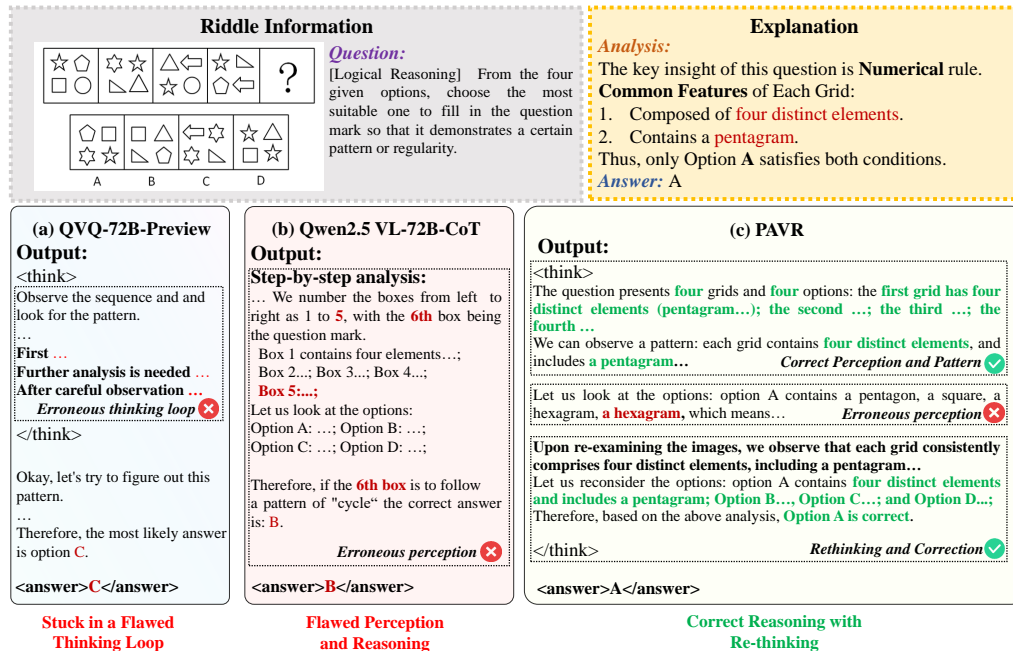 Riddle Information
?
A B C D
Question:
[Logical Reasoning] From the four
given options, choose the most
suitable one to fill in the question
mark so that it demonstrates a certain
pattern or regularity.
Explanation
Analysis:
The key insight of this question is Numerical rule.
Common Features of Each Grid:
1. Composed of four distinct elements.
2. Contains a pentagram.
Thus, only Option A satisfies both conditions.
Answer: A
(a) QVQ-72B-Preview
Output:
<think>
Observe the sequence and and
look for the pattern.
…
First …
Further analysis is needed …
After careful observation …
Erroneous thinking loop
</think>
Okay, let's try to figure out this
pattern.
…
Therefore, the most likely answer
is option C.
<answer>C</answer>
Stuck in a Flawed
Thinking Loop
(b) Qwen2.5 VL-72B-CoT
Output:
Step-by-step analysis:
… We number the boxes from left to
right as 1 to 5, with the 6th box being
the question mark.
Box 1 contains four elements…;
Box 2...; Box 3...; Box 4...;
Box 5:...;
Let us look at the options:
Option A: …; Option B: …;
Option C: …; Option D: …;
Therefore, if the 6th box is to follow
a pattern of "cycle“ the correct answer
is: B.
Erroneous perception
<answer>B</answer>
Flawed Perception
and Reasoning
(c) PAVR
Output:
<think>
The question presents four grids and four options: the first grid has four
distinct elements (pentagram…); the second …; the third …; the
fourth …
We can observe a pattern: each grid contains four distinct elements, and
includes a pentagram… Correct Perception and Pattern
Let us look at the options: option A contains a pentagon, a square, a
hexagram, a hexagram, which means… Erroneous perception
Upon re-examining the images, we observe that each grid consistently
comprises four distinct elements, including a pentagram…
Let us reconsider the options: option A contains four distinct elements
and includes a pentagram; Option B…, Option C…; and Option D...;
Therefore, based on the above analysis, Option A is correct.
</think> Rethinking and Correction
<answer>A</answer>
Correct Reasoning with
Re-thinking